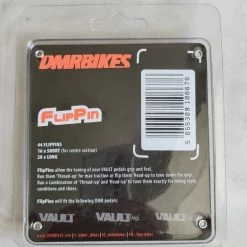 DMRBIKES
FLIPPIN
44 FLIPPINS
16 x SHORT (for centre section)
28 x LONG
FlipPins allow the tuning of your VAULT pedals grip and feel.
Run them 'Thread-up' for max traction or flip them 'Head-up' to tone down the grip.
Run a Combination of 'Thread-up' and 'Head-up' to tune them exactly for riding style,
conditions and shoes.
FlipPins will fit the following DMR pedals:
VAULT VAULT VAULT
5 055308 106676